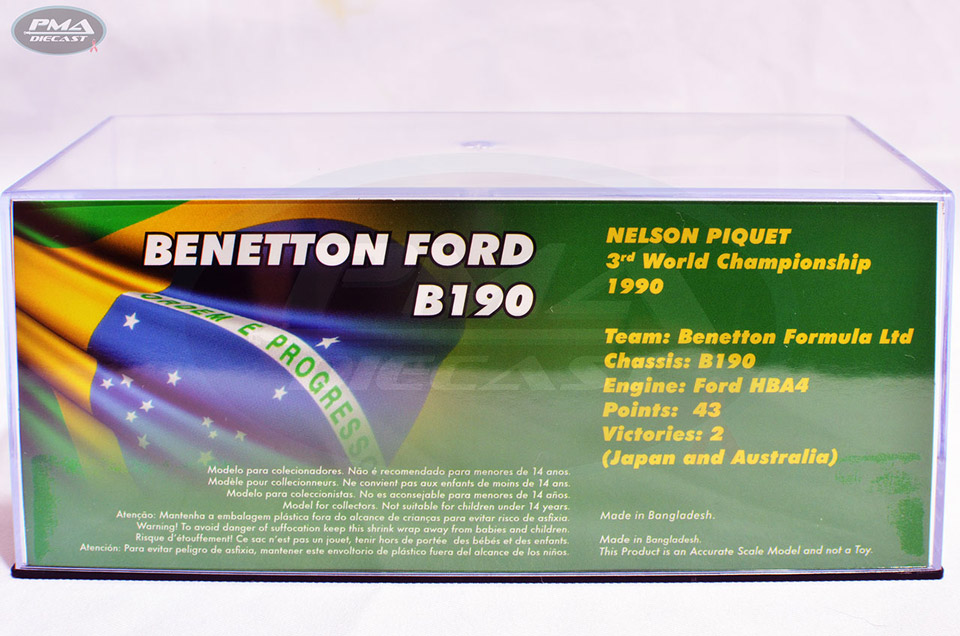 PMA
DIECAST
BENETTON FORD
B190
ORDEM E PROGRESSO
NELSON PIQUET
3rd World Championship
1990
Team: Benetton Formula Ltd
Chassis: B190
Engine: Ford HBA4
Points: 43
Victories: 2
(Japan and Australia)
PMA
DIECAST
Modelo para colecionadores. Não é recomendado para menores de 14 anos.
Modèle pour collectionneurs. Ne convient pas aux enfants de moins de 14 ans.
Modelo para coleccionistas. No es aconsejable para menores de 14 años.
Model for collectors. Not suitable for children under 14 years.
Atenção: Mantenha a embalagem plástica fora do alcance de crianças para evitar risco de asfixia.
Warning! To avoid danger of suffocation keep this shrink wrap away from babies and children.
Risque d'étouffement! Ce sac n'est pas un jouet, tenir hors de portée des bébés et des enfants.
Atención: Para evitar peligro de asfixia, mantener este envoltorio de plástico fuera del alcance de los niños.
Made in Bangladesh.
Made in Bangladesh.
This Product is an Accurate Scale Model and not a Toy.